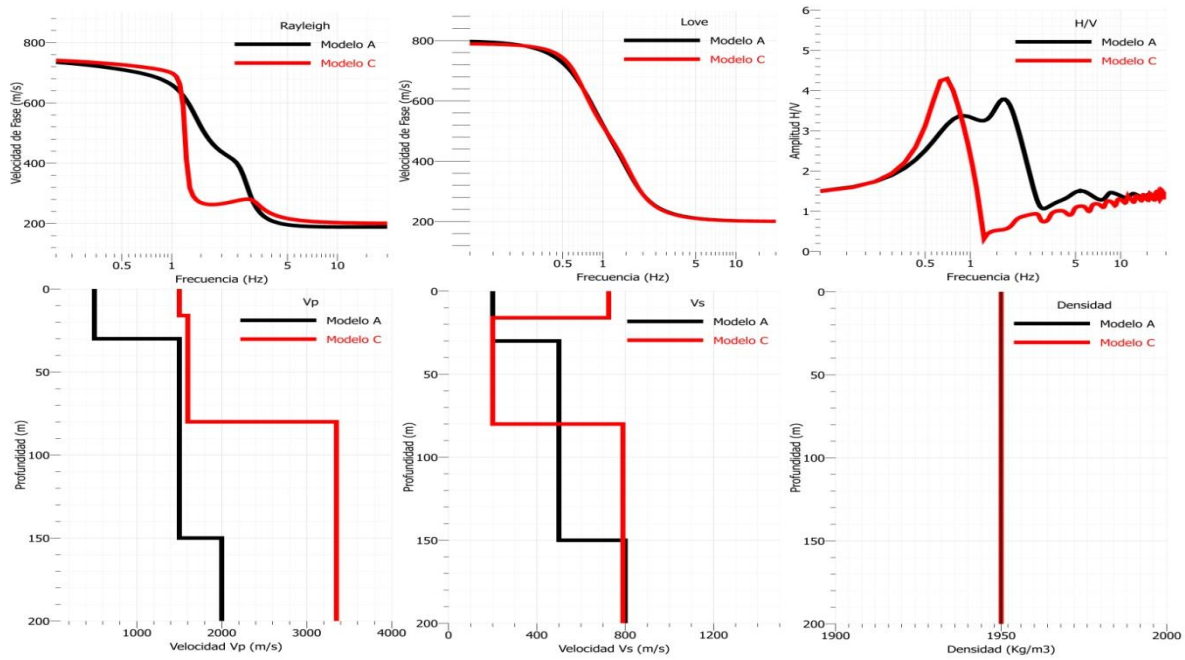 Rayleigh
Modelo A
Modelo C
800
600
400
200
0.5
1
5
10
Frecuencia (Hz)
Velocidad de Fase (m/s)
Love
Modelo A
Modelo C
800
600
400
200
0.5
1
5
10
Frecuencia (Hz)
Velocidad de Fase (m/s)
H/V
Modelo A
Modelo C
6
5
4
3
2
1
0
0.5
1
5
10
Frecuencia (Hz)
Amplitud H/V
Vp
Modelo A
Modelo C
0
50
100
150
200
1000
2000
3000
4000
Velocidad Vp (m/s)
Profundidad (m)
Vs
Modelo A
Modelo C
0
50
100
150
200
0
400
800
1200
Velocidad Vs (m/s)
Profundidad (m)
Densidad
Modelo A
Modelo C
0
50
100
150
200
1900
1950
2000
Densidad (Kg/m3)
Profundidad (m)